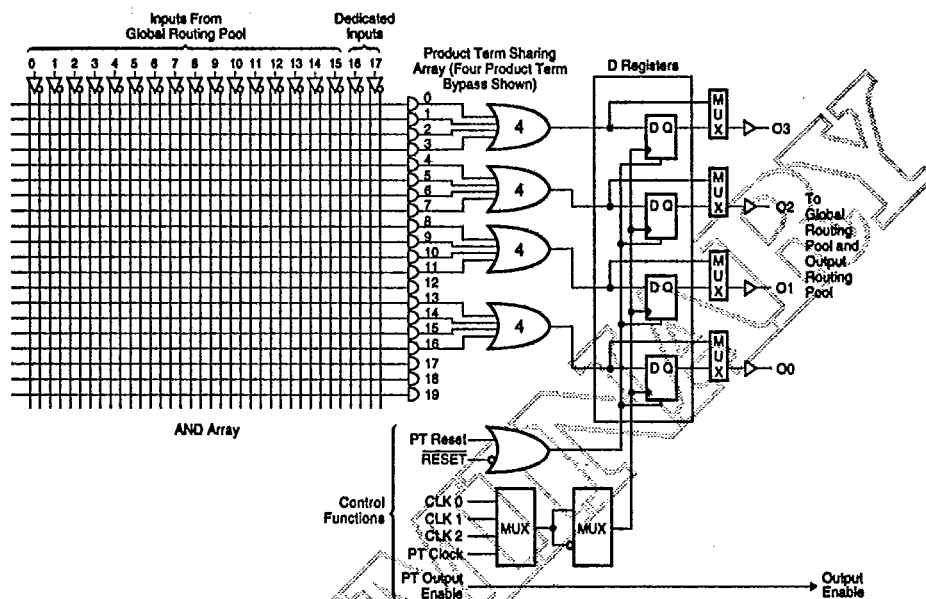 Inputs From
Global Routing Pool
Dedicated
Inputs
0 1 2 3 4 5 6 7 8 9 10 11 12 13 14 15 16 17
Product Term Sharing
Array (Four Product Term
Bypass Shown)
D Registers
0
1
2
3
4
5
6
7
8
9
10
11
12
13
14
15
16
17
18
19
4
4
4
4
D Q
D Q
D Q
D Q
MUX
MUX
MUX
MUX
O3
O2
O1
O0
To
Global
Routing
Pool and
Output
Routing
Pool
AND Array
Control
Functions
PT Reset
RESET
CLK 0
CLK 1
CLK 2
PT Clock
MUX
MUX
PT Output
Enable
Output
Enable